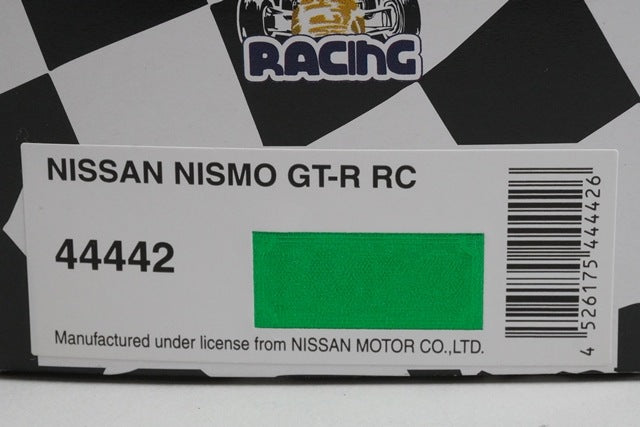 RACING
NISSAN NISMO GT-R RC
44442
Manufactured under license from NISSAN MOTOR CO.,LTD.
4 526175 444426